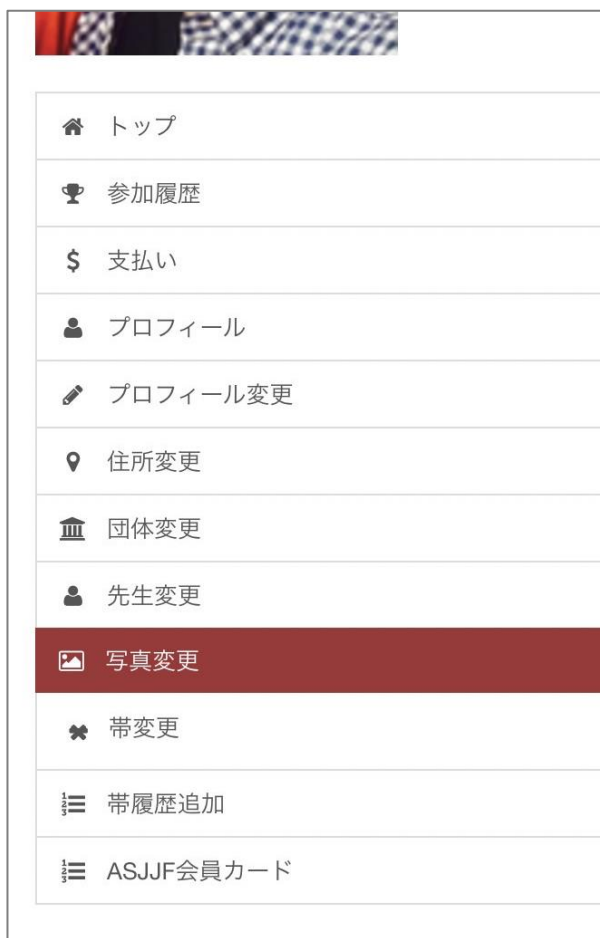 トップ
参加履歴
支払い
プロフィール
プロフィール変更
住所変更
団体変更
先生変更
写真変更
帯変更
帯履歴追加
ASJJF会員カード